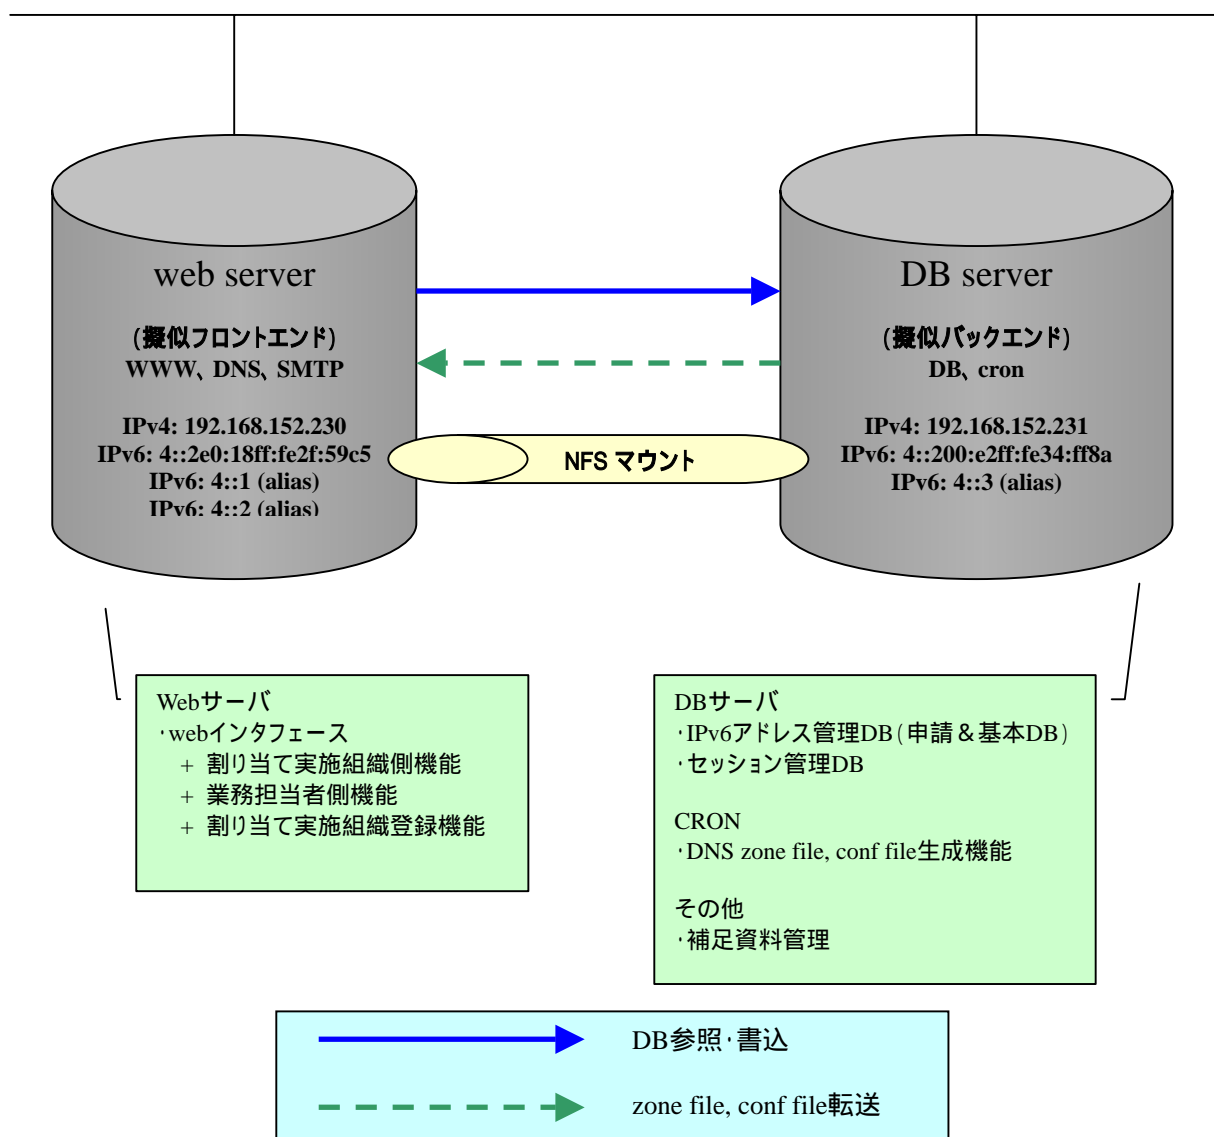 web server
(擬似フロントエンド)
WWW、DNS、SMTP
IPv4: 192.168.152.230
IPv6: 4::2e0:18ff:fe2f:59c5
IPv6: 4::1 (alias)
IPv6: 4::2 (alias)
DB server
(擬似バックエンド)
DB、cron
IPv4: 192.168.152.231
IPv6: 4::200:e2ff:fe34:ff8a
IPv6: 4::3 (alias)
NFS マウント
Webサーバ
・webインタフェース
+ 割り当て実施組織側機能
+ 業務担当者側機能
+ 割り当て実施組織登録機能
DBサーバ
・IPv6アドレス管理DB(申請&基本DB)
・セッション管理DB
CRON
・DNS zone file, conf file生成機能
その他
・補足資料管理
DB参照・書込
zone file, conf file転送